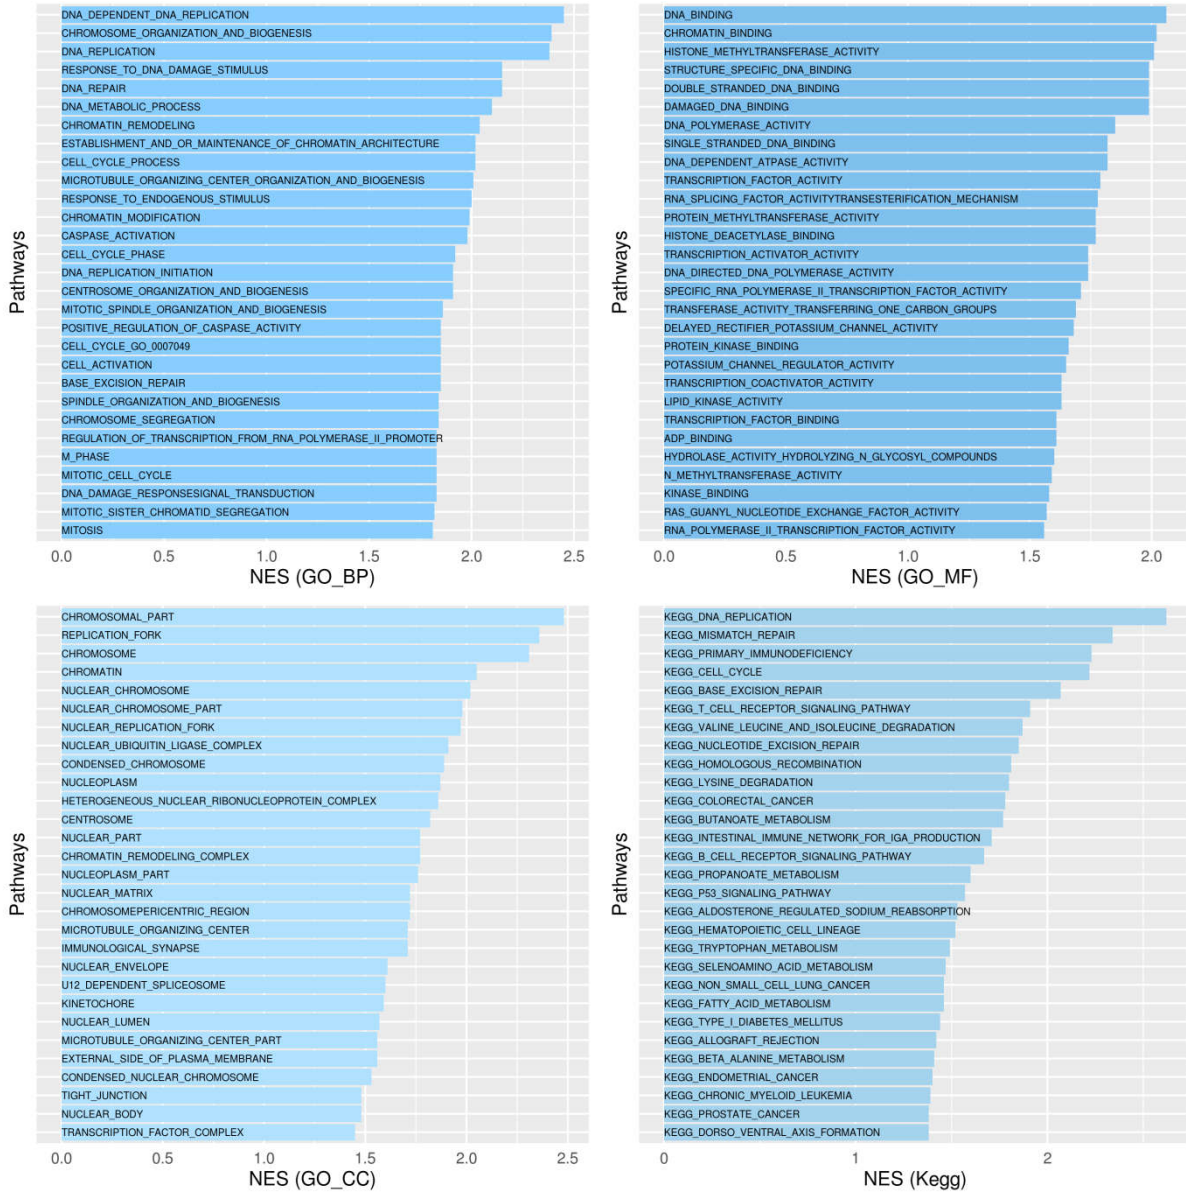 DNA_DEPENDENT_DNA_REPLICATION
CHROMOSOME_ORGANIZATION_AND_BIOGENESIS
DNA_REPLICATION
RESPONSE_TO_DNA_DAMAGE_STIMULUS
DNA_REPAIR
DNA_METABOLIC_PROCESS
CHROMATIN_REMODELING
ESTABLISHMENT_AND_OR_MAINTENANCE_OF_CHROMATIN_ARCHITECTURE
CELL_CYCLE_PROCESS
MICROTUBULE_ORGANIZING_CENTER_ORGANIZATION_AND_BIOGENESIS
RESPONSE_TO_ENDOGENOUS_STIMULUS
CHROMATIN_MODIFICATION
CASPASE_ACTIVATION
CELL_CYCLE_PHASE
DNA_REPLICATION_INITIATION
CENTROSOME_ORGANIZATION_AND_BIOGENESIS
MITOTIC_SPINDLE_ORGANIZATION_AND_BIOGENESIS
POSITIVE_REGULATION_OF_CASPASE_ACTIVITY
CELL_CYCLE_GO_0007049
CELL_ACTIVATION
BASE_EXCISION_REPAIR
SPINDLE_ORGANIZATION_AND_BIOGENESIS
CHROMOSOME_SEGREGATION
REGULATION_OF_TRANSCRIPTION_FROM_RNA_POLYMERASE_II_PROMOTER
M_PHASE
MITOTIC_CELL_CYCLE
DNA_DAMAGE_RESPONSESIGNAL_TRANSDUCTION
MITOTIC_SISTER_CHROMATID_SEGREGATION
MITOSIS
Pathways
0.0 0.5 1.0 1.5 2.0 2.5
NES (GO_BP)
DNA_BINDING
CHROMATIN_BINDING
HISTONE_METHYLTRANSFERASE_ACTIVITY
STRUCTURE_SPECIFIC_DNA_BINDING
DOUBLE_STRANDED_DNA_BINDING
DAMAGED_DNA_BINDING
DNA_POLYMERASE_ACTIVITY
SINGLE_STRANDED_DNA_BINDING
DNA_DEPENDENT_ATPASE_ACTIVITY
TRANSCRIPTION_FACTOR_ACTIVITY
RNA_SPLICING_FACTOR_ACTIVITYTRANSESTERIFICATION_MECHANISM
PROTEIN_METHYLTRANSFERASE_ACTIVITY
HISTONE_DEACETYLASE_BINDING
TRANSCRIPTION_ACTIVATOR_ACTIVITY
DNA_DIRECTED_DNA_POLYMERASE_ACTIVITY
SPECIFIC_RNA_POLYMERASE_II_TRANSCRIPTION_FACTOR_ACTIVITY
TRANSFERASE_ACTIVITY_TRANSFERRING_ONE_CARBON_GROUPS
DELAYED_RECTIFIER_POTASSIUM_CHANNEL_ACTIVITY
PROTEIN_KINASE_BINDING
POTASSIUM_CHANNEL_REGULATOR_ACTIVITY
TRANSCRIPTION_COACTIVATOR_ACTIVITY
LIPID_KINASE_ACTIVITY
TRANSCRIPTION_FACTOR_BINDING
ADP_BINDING
HYDROLASE_ACTIVITY_HYDROLYZING_N_GLYCOSYL_COMPOUNDS
N_METHYLTRANSFERASE_ACTIVITY
KINASE_BINDING
RAS_GUANYL_NUCLEOTIDE_EXCHANGE_FACTOR_ACTIVITY
RNA_POLYMERASE_II_TRANSCRIPTION_FACTOR_ACTIVITY
Pathways
0.0 0.5 1.0 1.5 2.0
NES (GO_MF)
CHROMOSOMAL_PART
REPLICATION_FORK
CHROMOSOME
CHROMATIN
NUCLEAR_CHROMOSOME
NUCLEAR_CHROMOSOME_PART
NUCLEAR_REPLICATION_FORK
NUCLEAR_UBIQUITIN_LIGASE_COMPLEX
CONDENSED_CHROMOSOME
NUCLEOPLASM
HETEROGENEOUS_NUCLEAR_RIBONUCLEOPROTEIN_COMPLEX
CENTROSOME
NUCLEAR_PART
CHROMATIN_REMODELING_COMPLEX
NUCLEOPLASM_PART
NUCLEAR_MATRIX
CHROMOSOMEPERICENTRIC_REGION
MICROTUBULE_ORGANIZING_CENTER
IMMUNOLOGICAL_SYNAPSE
NUCLEAR_ENVELOPE
U12_DEPENDENT_SPLICEOSOME
KINETOCHORE
NUCLEAR_LUMEN
MICROTUBULE_ORGANIZING_CENTER_PART
EXTERNAL_SIDE_OF_PLASMA_MEMBRANE
CONDENSED_NUCLEAR_CHROMOSOME
TIGHT_JUNCTION
NUCLEAR_BODY
TRANSCRIPTION_FACTOR_COMPLEX
Pathways
0.0 0.5 1.0 1.5 2.0 2.5
NES (GO_CC)
KEGG_DNA_REPLICATION
KEGG_MISMATCH_REPAIR
KEGG_PRIMARY_IMMUNODEFICIENCY
KEGG_CELL_CYCLE
KEGG_BASE_EXCISION_REPAIR
KEGG_T_CELL_RECEPTOR_SIGNALING_PATHWAY
KEGG_VALINE_LEUCINE_AND_ISOLEUCINE_DEGRADATION
KEGG_NUCLEOTIDE_EXCISION_REPAIR
KEGG_HOMOLOGOUS_RECOMBINATION
KEGG_LYSINE_DEGRADATION
KEGG_COLORECTAL_CANCER
KEGG_BUTANOATE_METABOLISM
KEGG_INTESTINAL_IMMUNE_NETWORK_FOR_IGA_PRODUCTION
KEGG_B_CELL_RECEPTOR_SIGNALING_PATHWAY
KEGG_PROPANOATE_METABOLISM
KEGG_P53_SIGNALING_PATHWAY
KEGG_ALDOSTERONE_REGULATED_SODIUM_REABSORPTION
KEGG_HEMATOPOIETIC_CELL_LINEAGE
KEGG_TRYPTOPHAN_METABOLISM
KEGG_SELENOAMINO_ACID_METABOLISM
KEGG_NON_SMALL_CELL_LUNG_CANCER
KEGG_FATTY_ACID_METABOLISM
KEGG_TYPE_I_DIABETES_MELLITUS
KEGG_ALLOGRAFT_REJECTION
KEGG_BETA_ALANINE_METABOLISM
KEGG_ENDOMETRIAL_CANCER
KEGG_CHRONIC_MYELOID_LEUKEMIA
KEGG_PROSTATE_CANCER
KEGG_DORSO_VENTRAL_AXIS_FORMATION
Pathways
0 1 2
NES (Kegg)